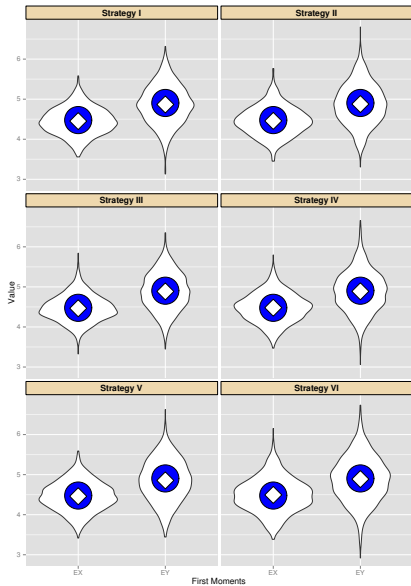 Strategy I
Strategy II
6
5
4
3
Strategy III
Strategy IV
6
5
4
3
Value
Strategy V
Strategy VI
6
5
4
3
EX
EY
EX
EY
First Moments